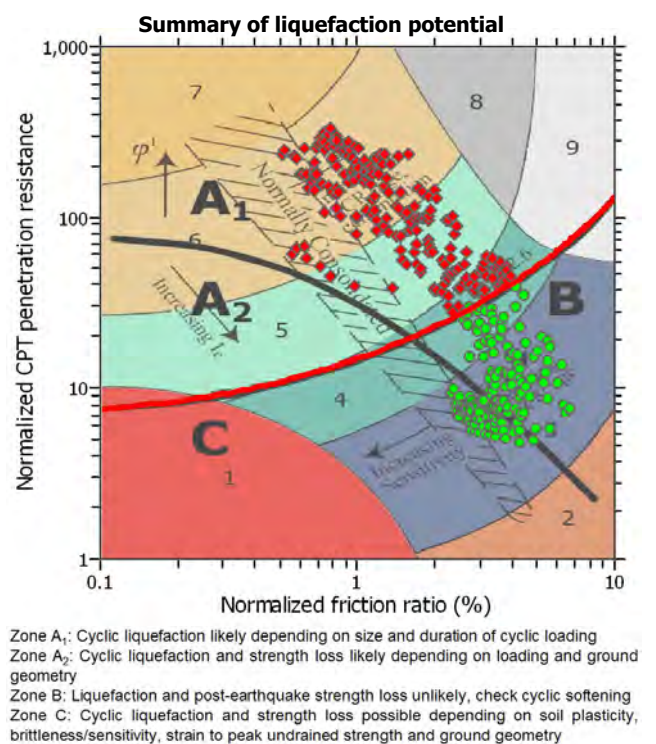 Summary of liquefaction potential
1,000
100
10
1
0.1
1
10
Normalized CPT penetration resistance
Normalized friction ratio (%)
7
8
9
φ'
A1
6
A2
Increasing Ic
Normally Consolidated
5
B
4
C
1
Increasing
Sensitivity
2
Zone A1: Cyclic liquefaction likely depending on size and duration of cyclic loading
Zone A2: Cyclic liquefaction and strength loss likely depending on loading and ground
geometry
Zone B: Liquefaction and post-earthquake strength loss unlikely, check cyclic softening
Zone C: Cyclic liquefaction and strength loss possible depending on soil plasticity,
brittleness/sensitivity, strain to peak undrained strength and ground geometry